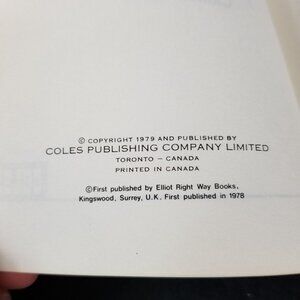 © COPYRIGHT 1979 AND PUBLISHED BY
COLES PUBLISHING COMPANY LIMITED
TORONTO – CANADA
PRINTED IN CANADA
©First published by Elliot Right Way Books,
Kingswood, Surrey, U.K. First published in 1978